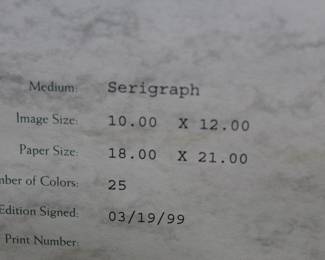 Medium: Serigraph
Image Size: 10.00 X 12.00
Paper Size: 18.00 X 21.00
of Colors: 25
Edition Signed: 03/19/99
Print Number: